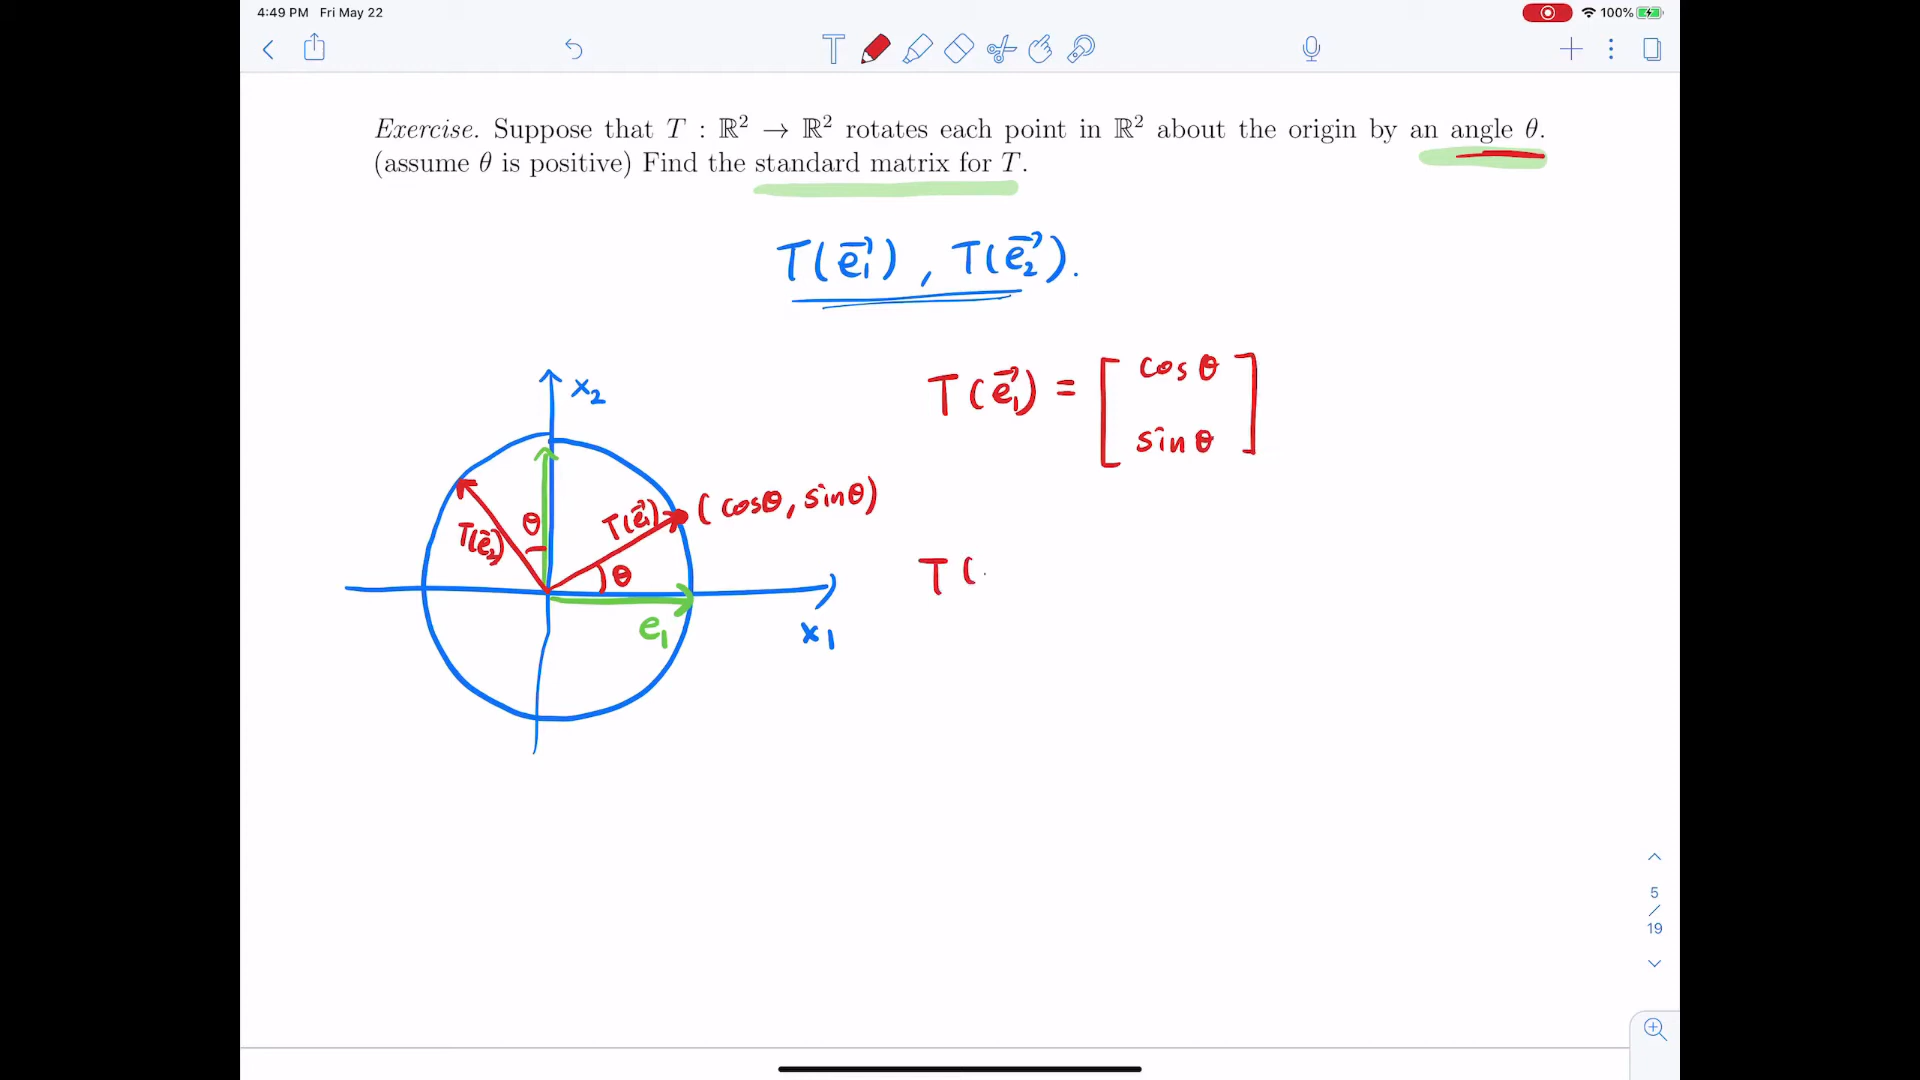 4:49 PM Fri May 22
100%
Exercise. Suppose that T : ℝ² → ℝ² rotates each point in ℝ² about the origin by an angle θ.
(assume θ is positive) Find the standard matrix for T.
T(e⃗₁) , T(e⃗₂).
T(e⃗₁) = [ cosθ
sinθ ]
x₂
(cosθ, sinθ)
T(e⃗₁)
θ
T(e⃗₂)
θ
T(
e₁
x₁
5
/
19